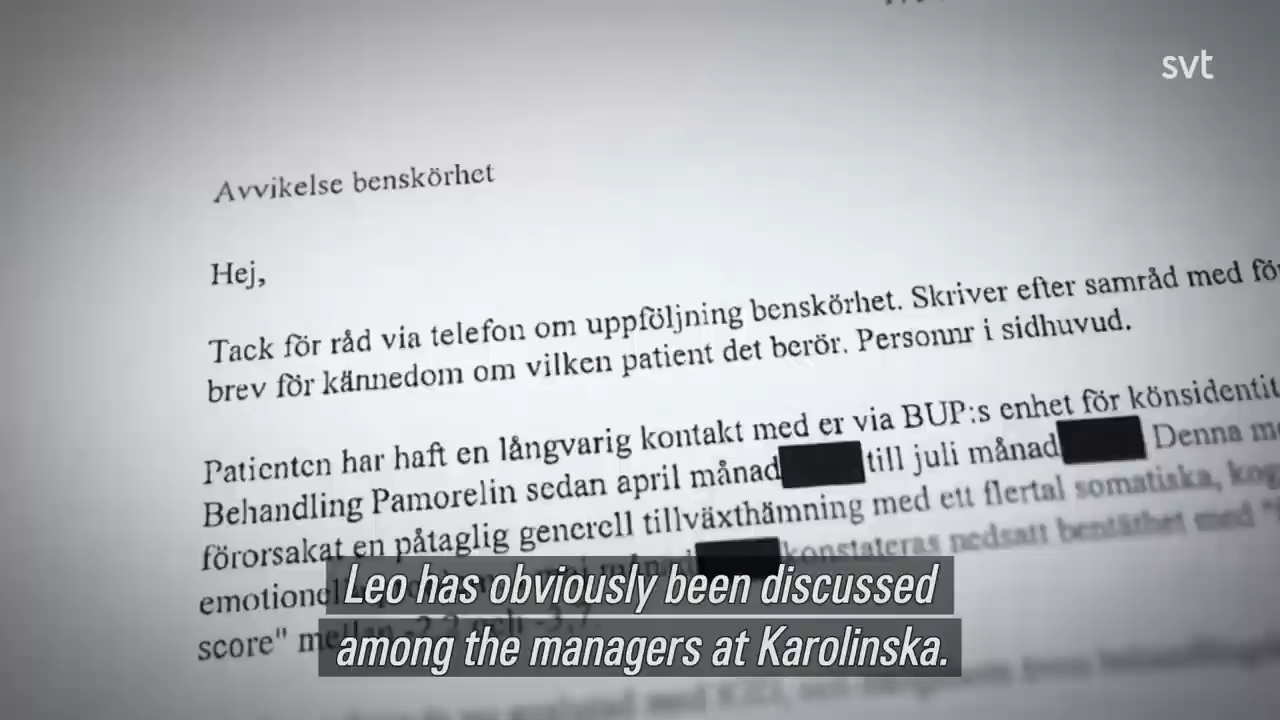 svt
Avvikelse benskörhet
Hej,
Tack för råd via telefon om uppföljning benskörhet. Skriver efter samråd med för
brev för kännedom om vilken patient det berör. Personnr i sidhuvud.
Patienten har haft en långvarig kontakt med er via BUP:s enhet för könsidentit
Behandling Pamorelin sedan april månad till juli månad Denna me
förorsakat en påtaglig generell tillväxthämning med ett flertal somatiska, kog
konstateras nedsatt bentäthet med
score"
Leo has obviously been discussed
among the managers at Karolinska.